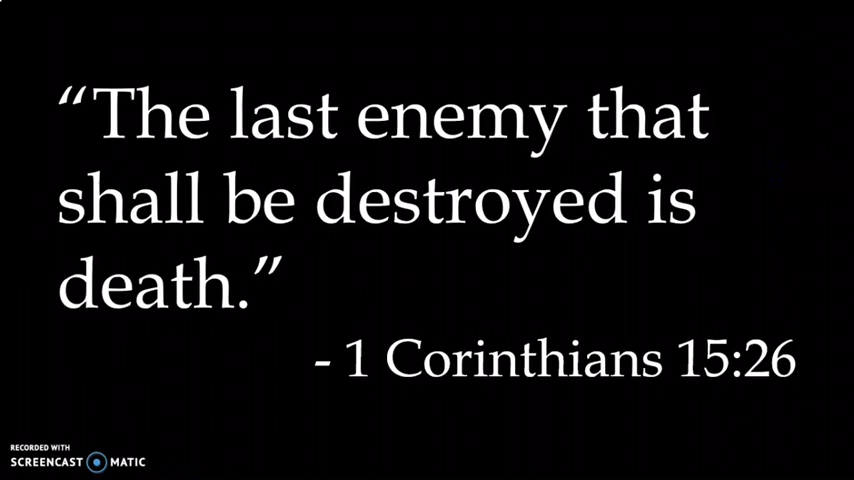 “The last enemy that
shall be destroyed is
death.”
- 1 Corinthians 15:26
RECORDED WITH
SCREENCAST MATIC